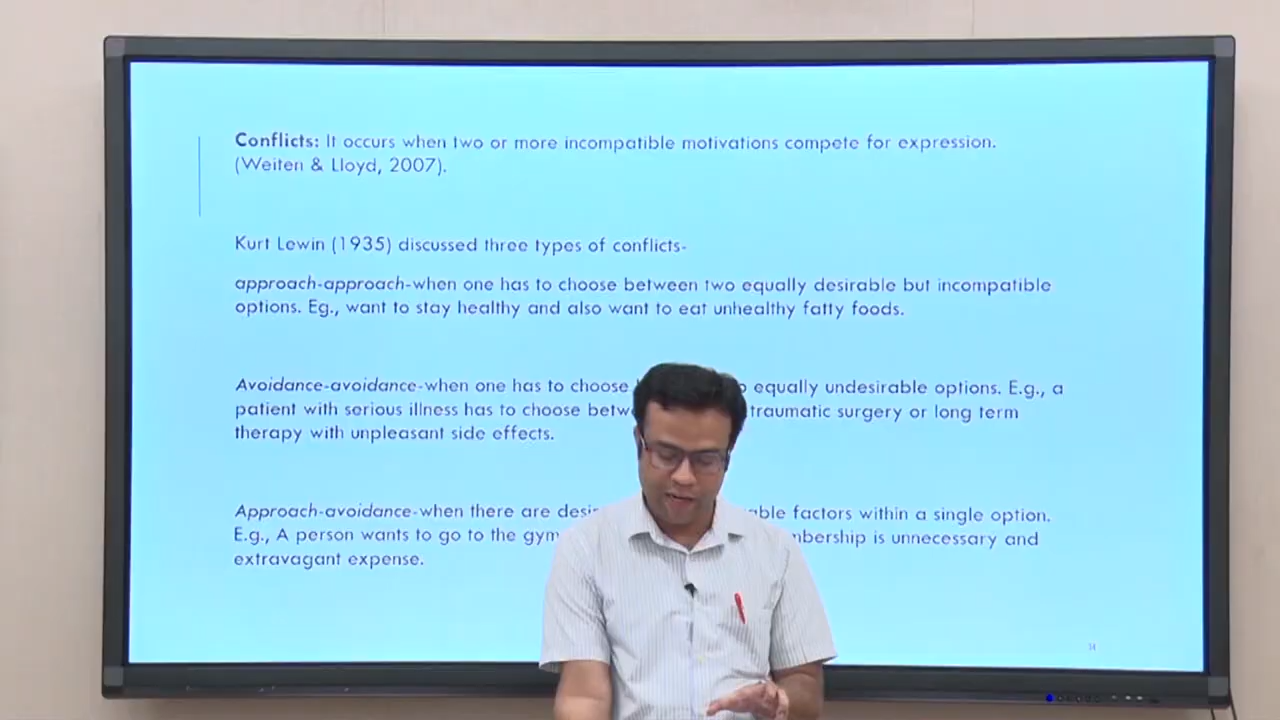 Conflicts: It occurs when two or more incompatible motivations compete for expression.
(Weiten & Lloyd, 2007).
Kurt Lewin (1935) discussed three types of conflicts-
approach-approach-when one has to choose between two equally desirable but incompatible
options. Eg., want to stay healthy and also want to eat unhealthy fatty foods.
Avoidance-avoidance-when one has to choose equally undesirable options. E.g., a
patient with serious illness has to choose traumatic surgery or long term
therapy with unpleasant side effects.
Approach-avoidance-when there are factors within a single option.
E.g., A person wants to go to the gym is unnecessary and
extravagant expense.